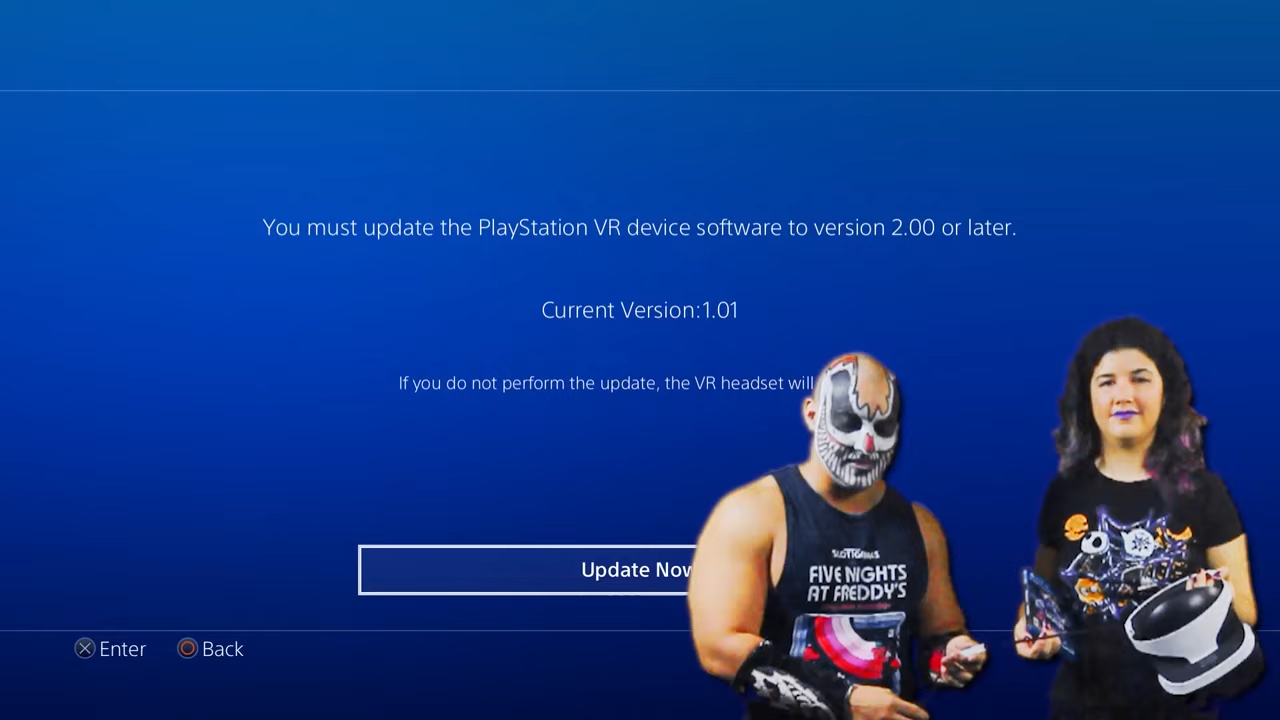 You must update the PlayStation VR device software to version 2.00 or later.
Current Version:1.01
If you do not perform the update, the VR headset will
Update Now
FIVE NIGHTS
AT FREDDY'S
Enter
Back